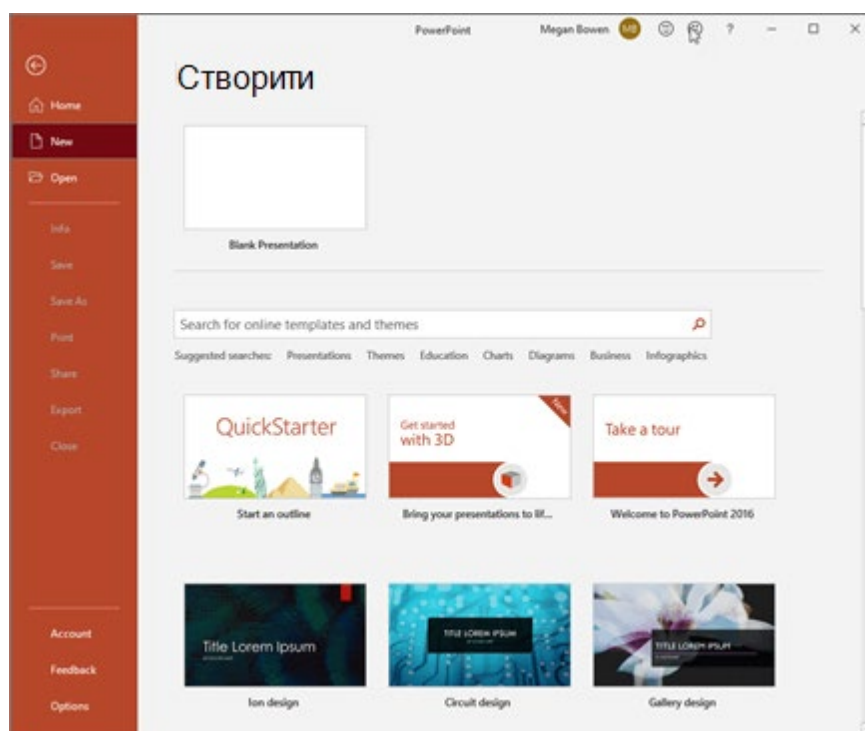 PowerPoint
Megan Bowen
MB
?
Створити
Home
New
Open
Info
Save
Save As
Print
Share
Export
Close
Account
Feedback
Options
Blank Presentation
Search for online templates and themes
Suggested searches: Presentations Themes Education Charts Diagrams Business Infographics
QuickStarter
Start an outline
Get started
with 3D
New
Bring your presentations to lif...
Take a tour
Welcome to PowerPoint 2016
Title Lorem Ipsum
Ion design
TITLE LOREM IPSUM
Circuit design
TITLE LOREM IPSUM
Gallery design